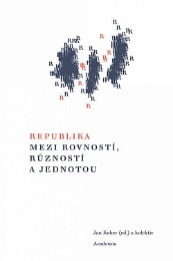 REPUBLIKA
MEZI ROVNOSTÍ,
RŮZNOSTÍ
A JEDNOTOU
Jan Kober (ed.) a kolektiv
Academia